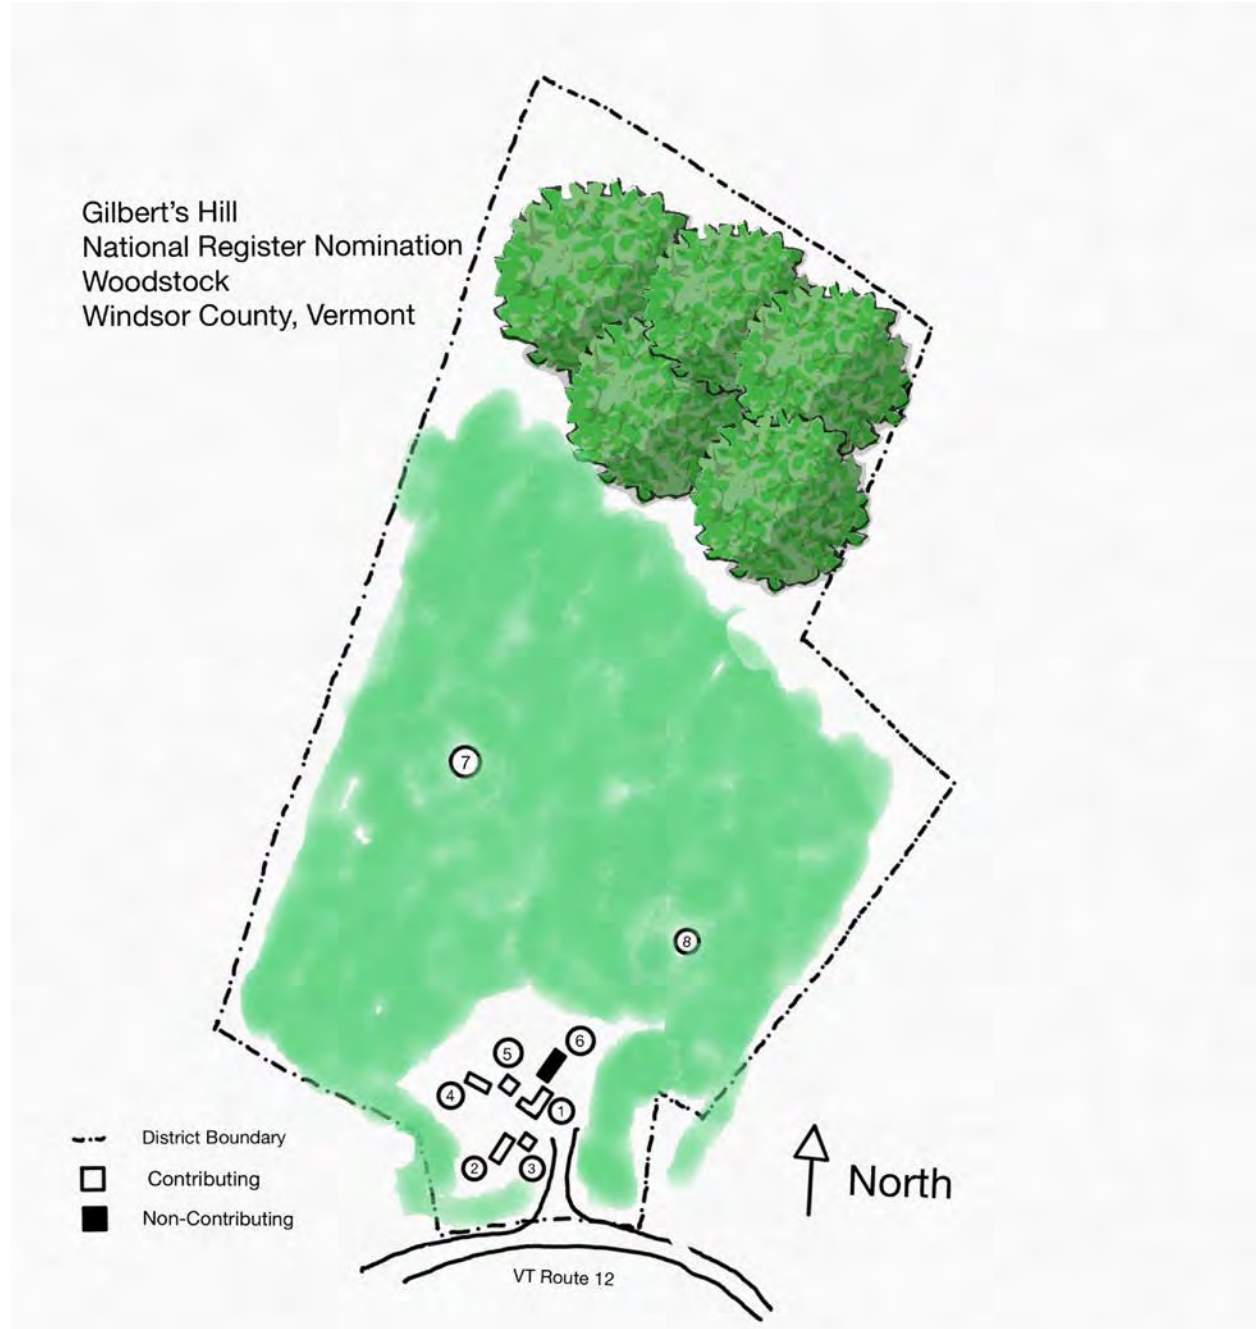 Gilbert's Hill
National Register Nomination
Woodstock
Windsor County, Vermont
7
8
6
5
4
1
2
3
District Boundary
Contributing
Non-Contributing
North
VT Route 12